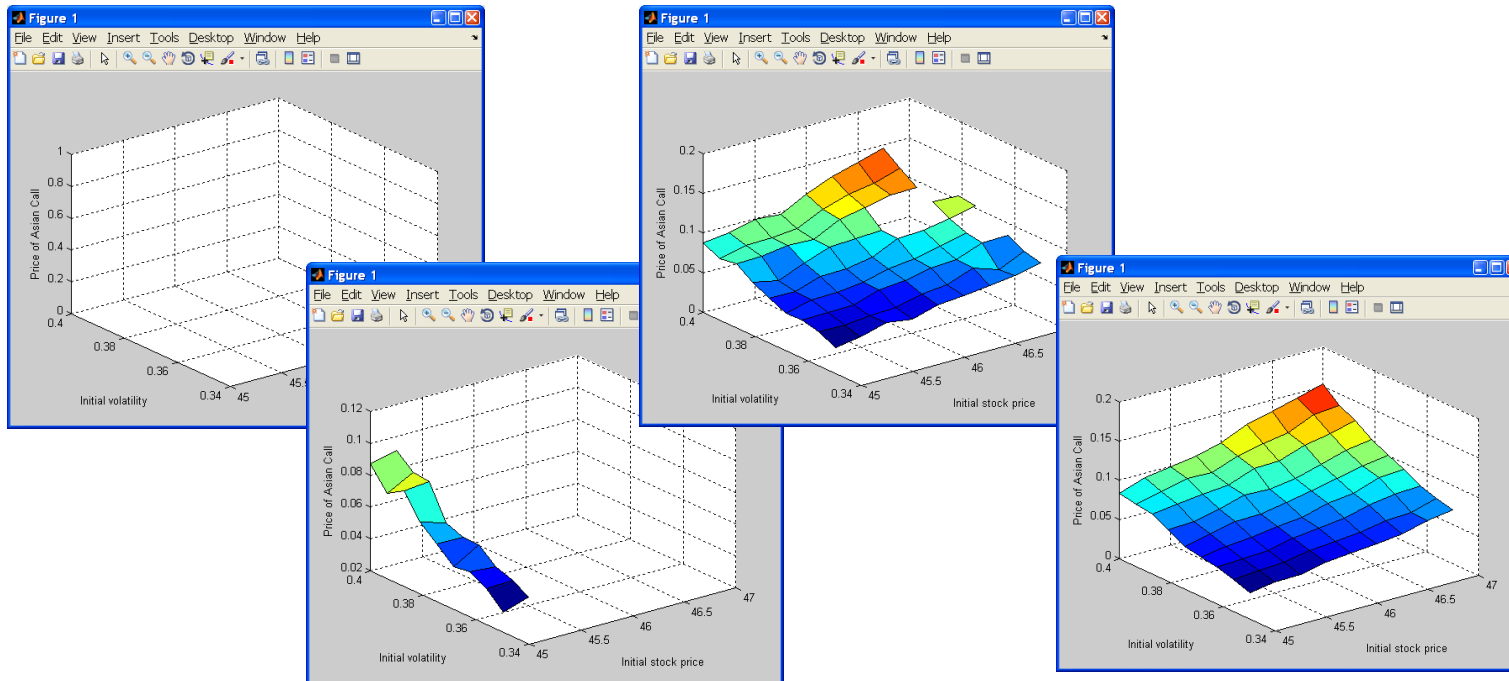 Figure 1
File Edit View Insert Tools Desktop Window Help
1
0.8
0.6
0.4
0.2
0
0.4
0.38
0.36
0.34
45
45.5
Price of Asian Call
Initial volatility
Figure 1
File Edit View Insert Tools Desktop Window Help
0.12
0.1
0.08
0.06
0.04
0.02
0.4
0.38
0.36
0.34
45
45.5
46
46.5
47
Price of Asian Call
Initial volatility
Initial stock price
Figure 1
File Edit View Insert Tools Desktop Window Help
0.2
0.15
0.1
0.05
0
0.4
0.38
0.36
0.34
45
45.5
46
46.5
Price of Asian Call
Initial volatility
Initial stock price
Figure 1
File Edit View Insert Tools Desktop Window Help
0.2
0.15
0.1
0.05
0
0.4
0.38
0.36
0.34
45
45.5
46
46.5
47
Price of Asian Call
Initial volatility
Initial stock price